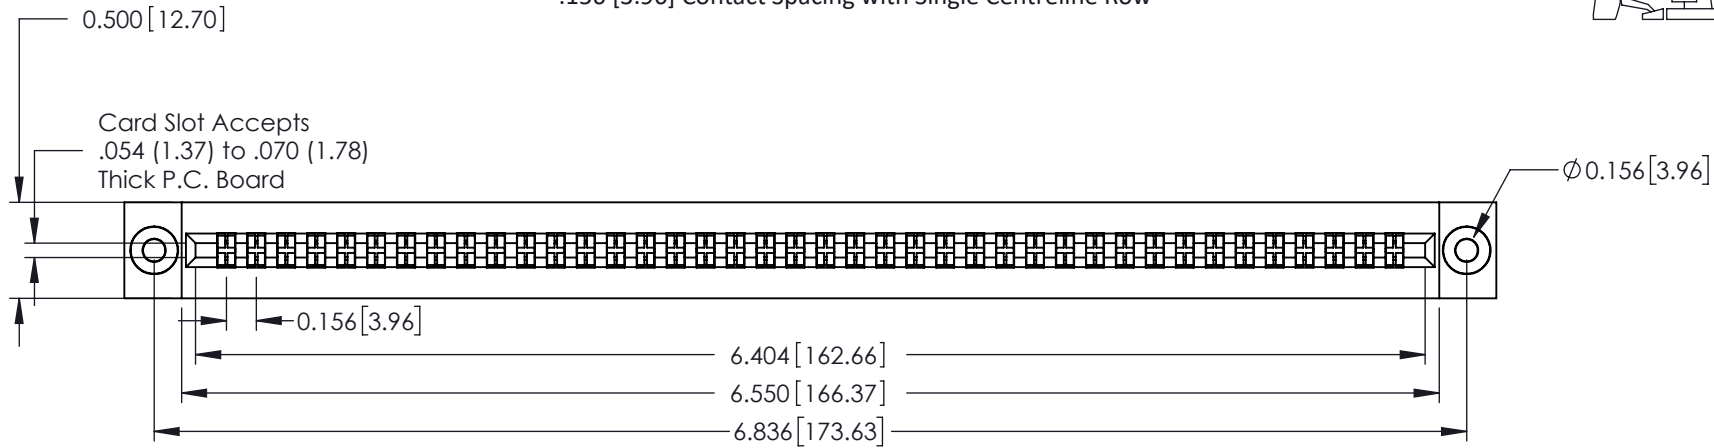 .156 [3.96] Contact Spacing with Single Centreline Row
0.500 [12.70]
Card Slot Accepts
.054 (1.37) to .070 (1.78)
Thick P.C. Board
Ø0.156 [3.96]
0.156 [3.96]
6.404 [162.66]
6.550 [166.37]
6.836 [173.63]